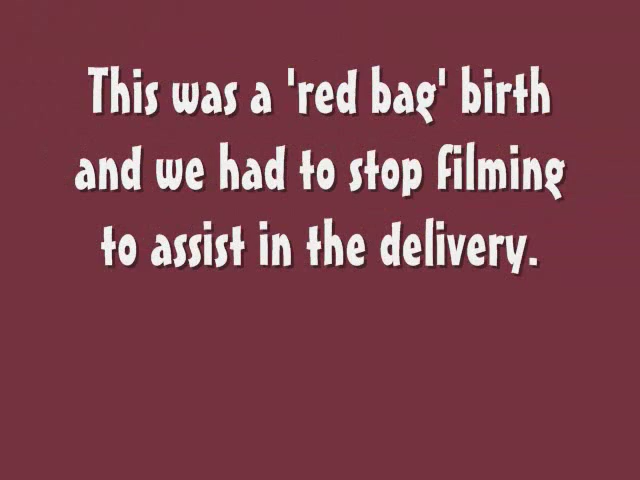 This was a 'red bag' birth
and we had to stop filming
to assist in the delivery.